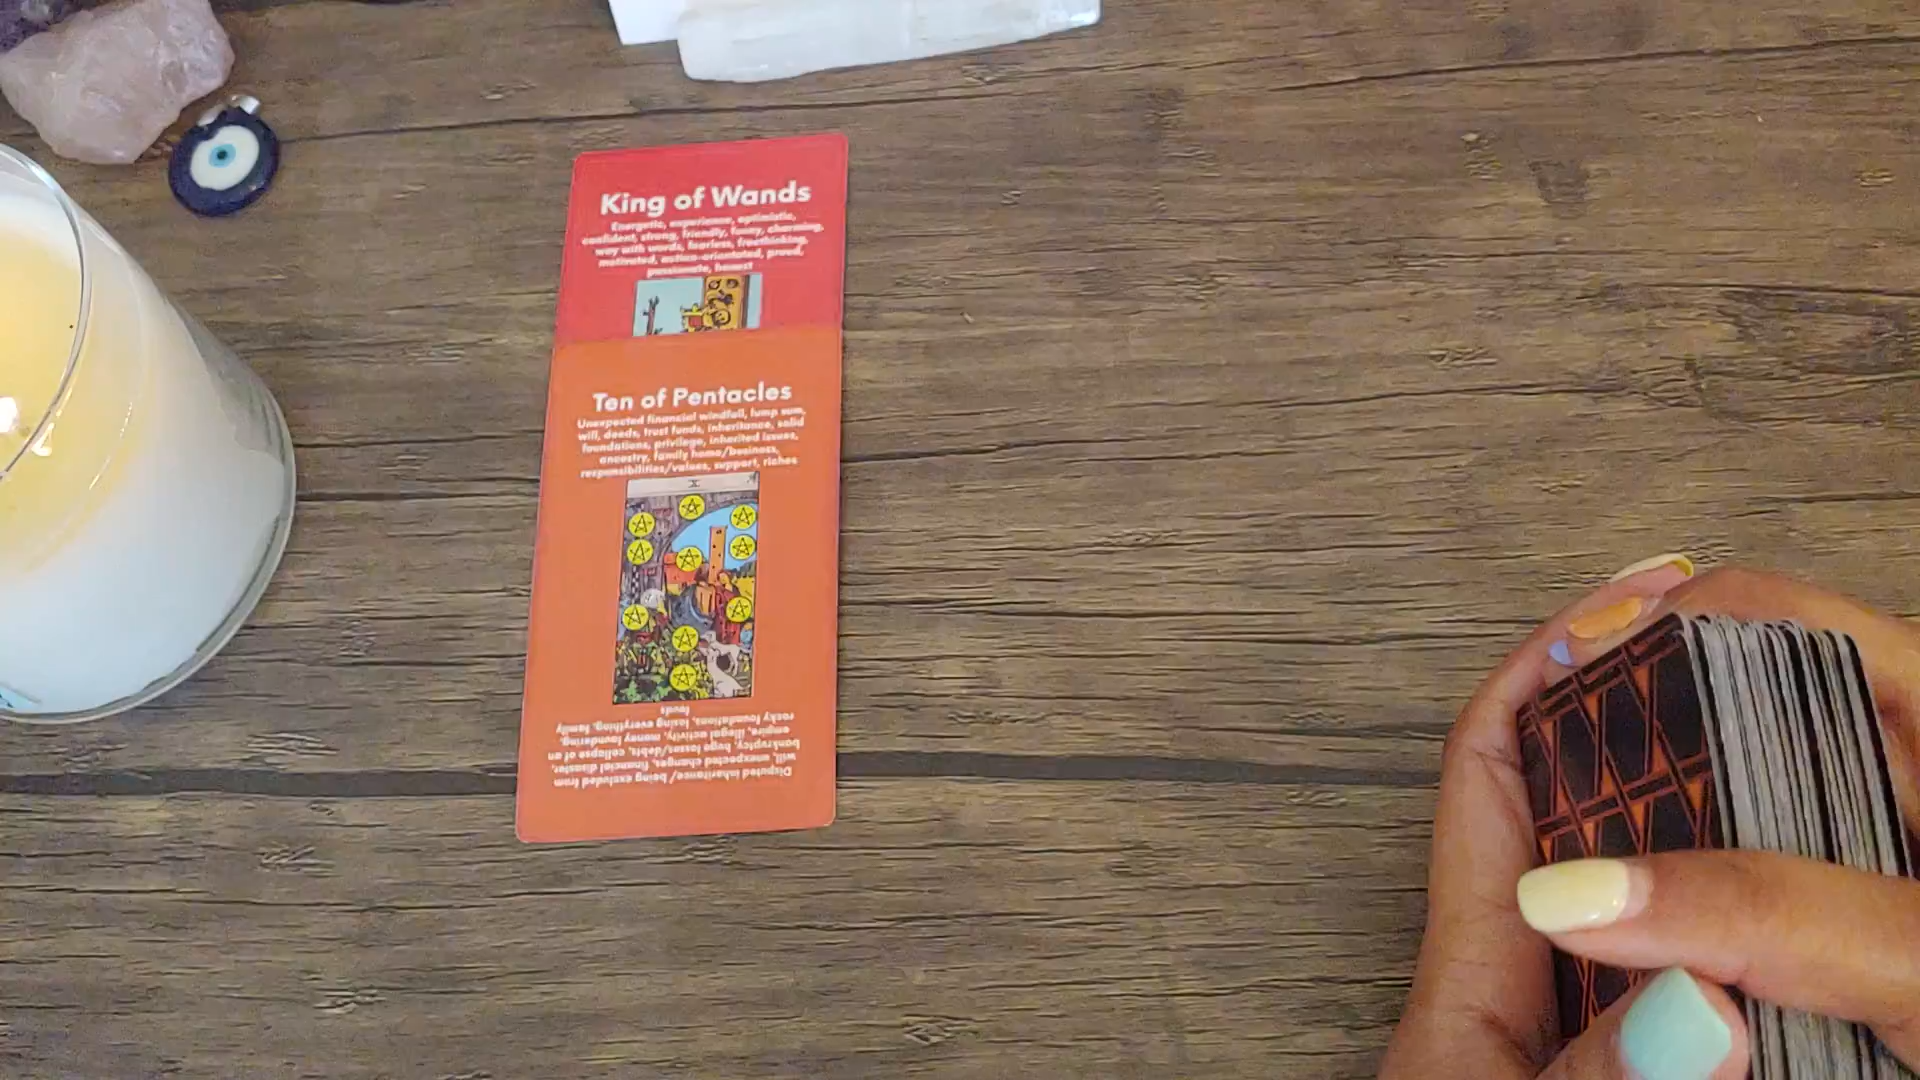 King of Wands
Energetic, experience, optimistic,
confident, strong, friendly, funny, charming,
way with words, fearless, freethinking,
motivated, action-orientated, proud,
passionate, honest
Ten of Pentacles
Unexpected financial windfall, lump sum,
will, deeds, trust funds, inheritance, solid
foundations, privilege, inherited issues,
ancestry, family home/business,
responsibilities/values, support, riches
X
Disputed inheritance/ being excluded from
will, unexpected changes, financial disaster,
bankruptcy, huge losses/debts, collapse of an
empire, illegal activity, money laundering,
rocky foundations, losing everything, family
feuds